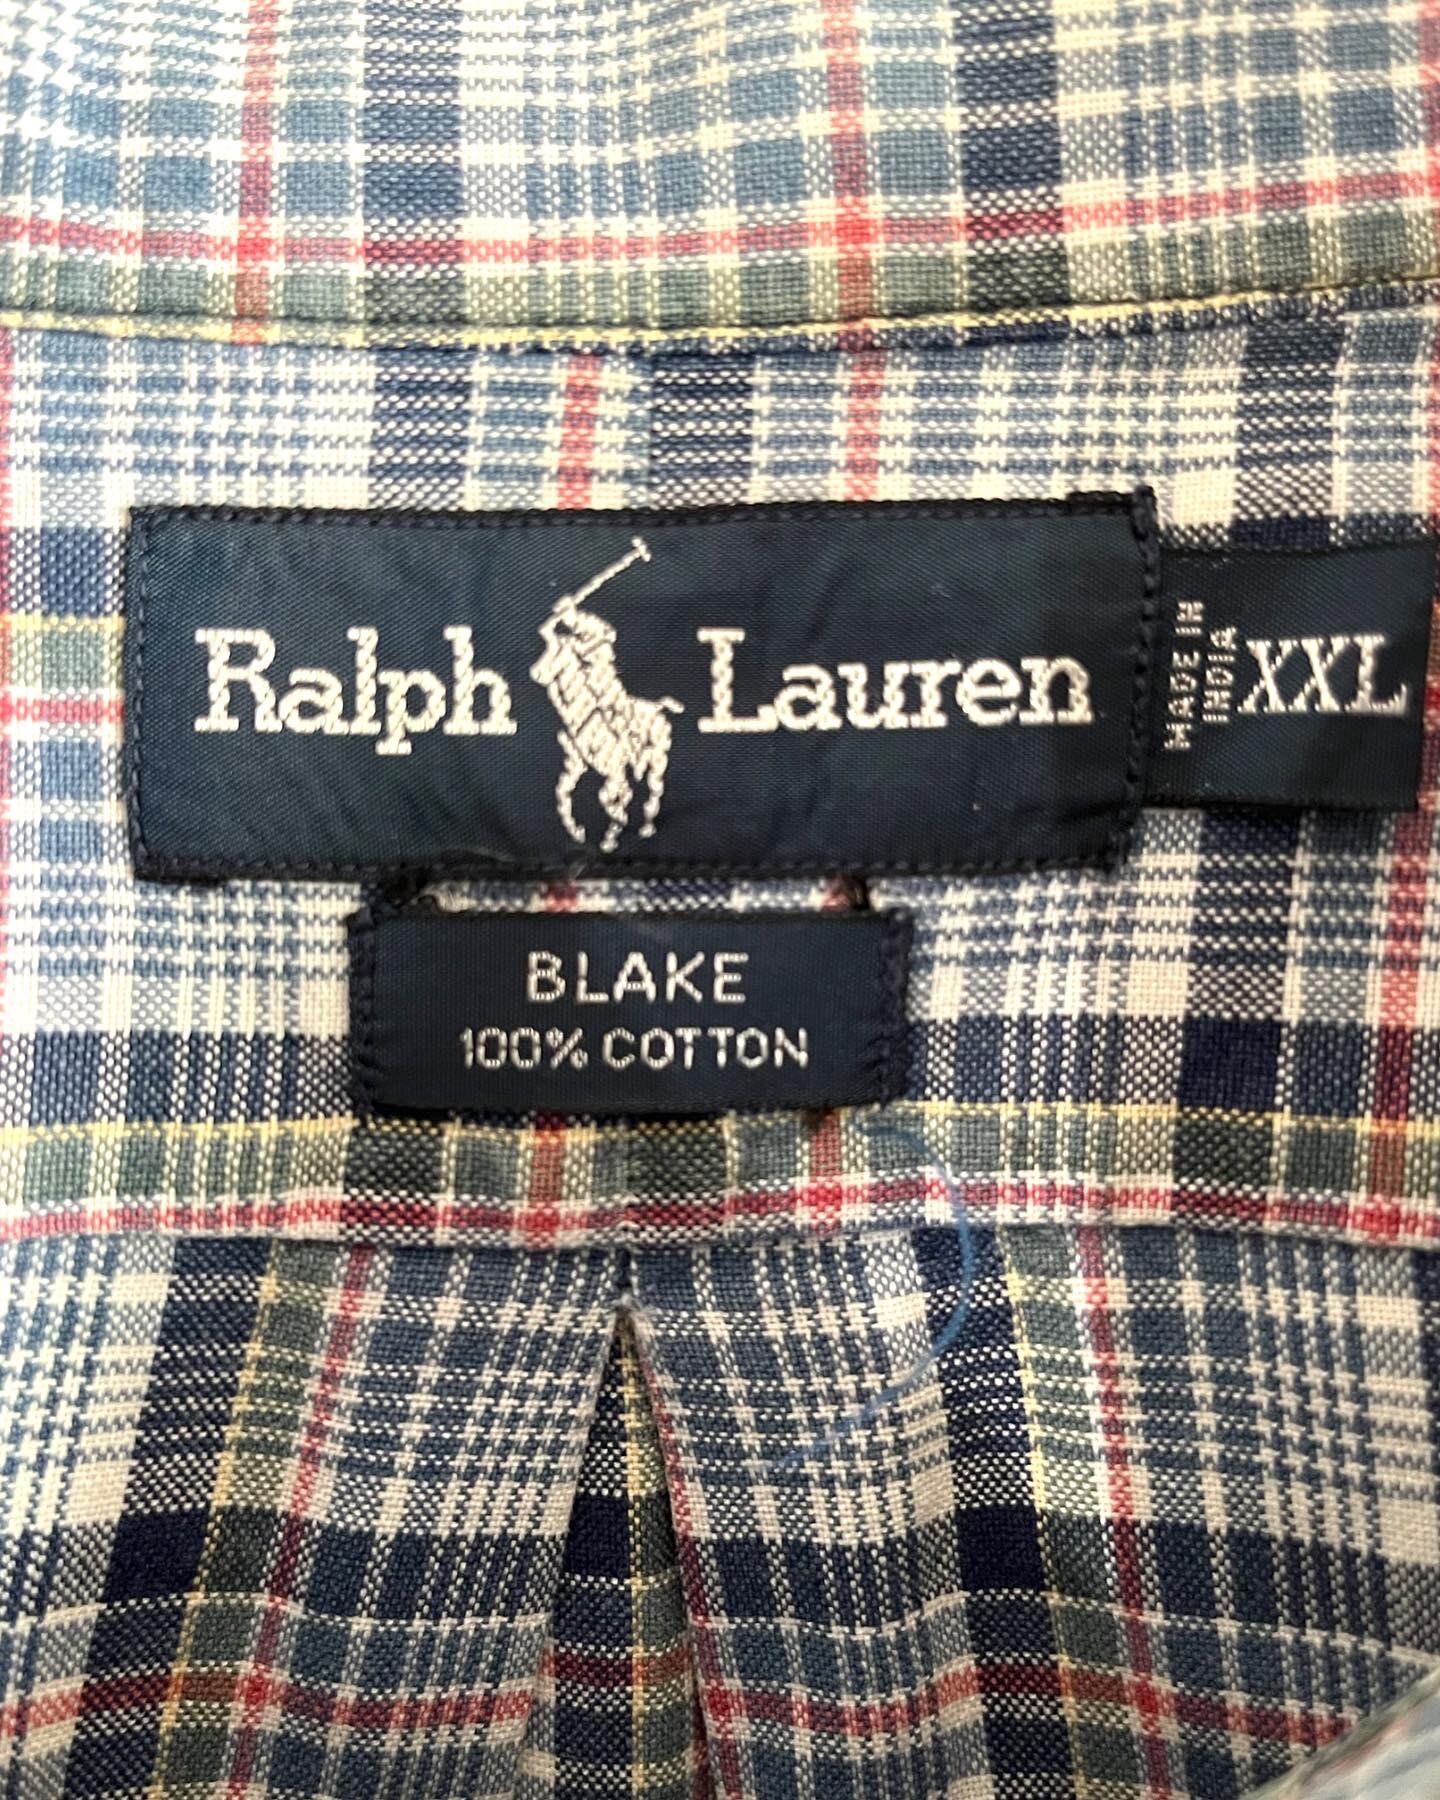 Ralph Lauren
MADE IN
INDIA
XXL
BLAKE
100% COTTON